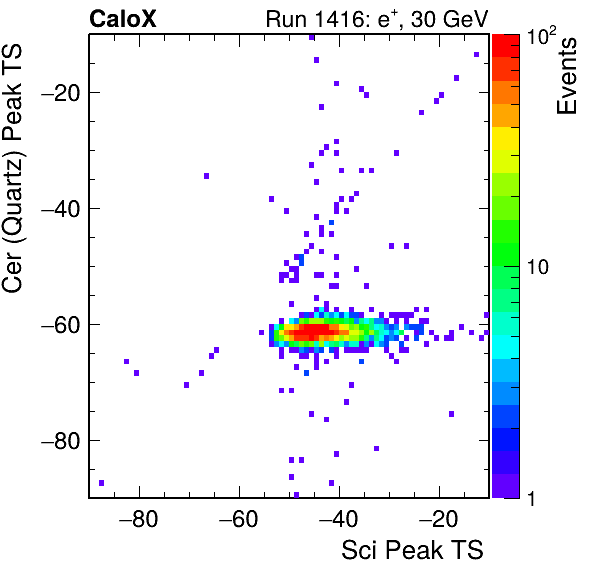 CaloX Run 1416: e⁺, 30 GeV
Cer (Quartz) Peak TS
−20
−40
−60
−80
−80 −60 −40 −20
Sci Peak TS
10²
10
1
Events